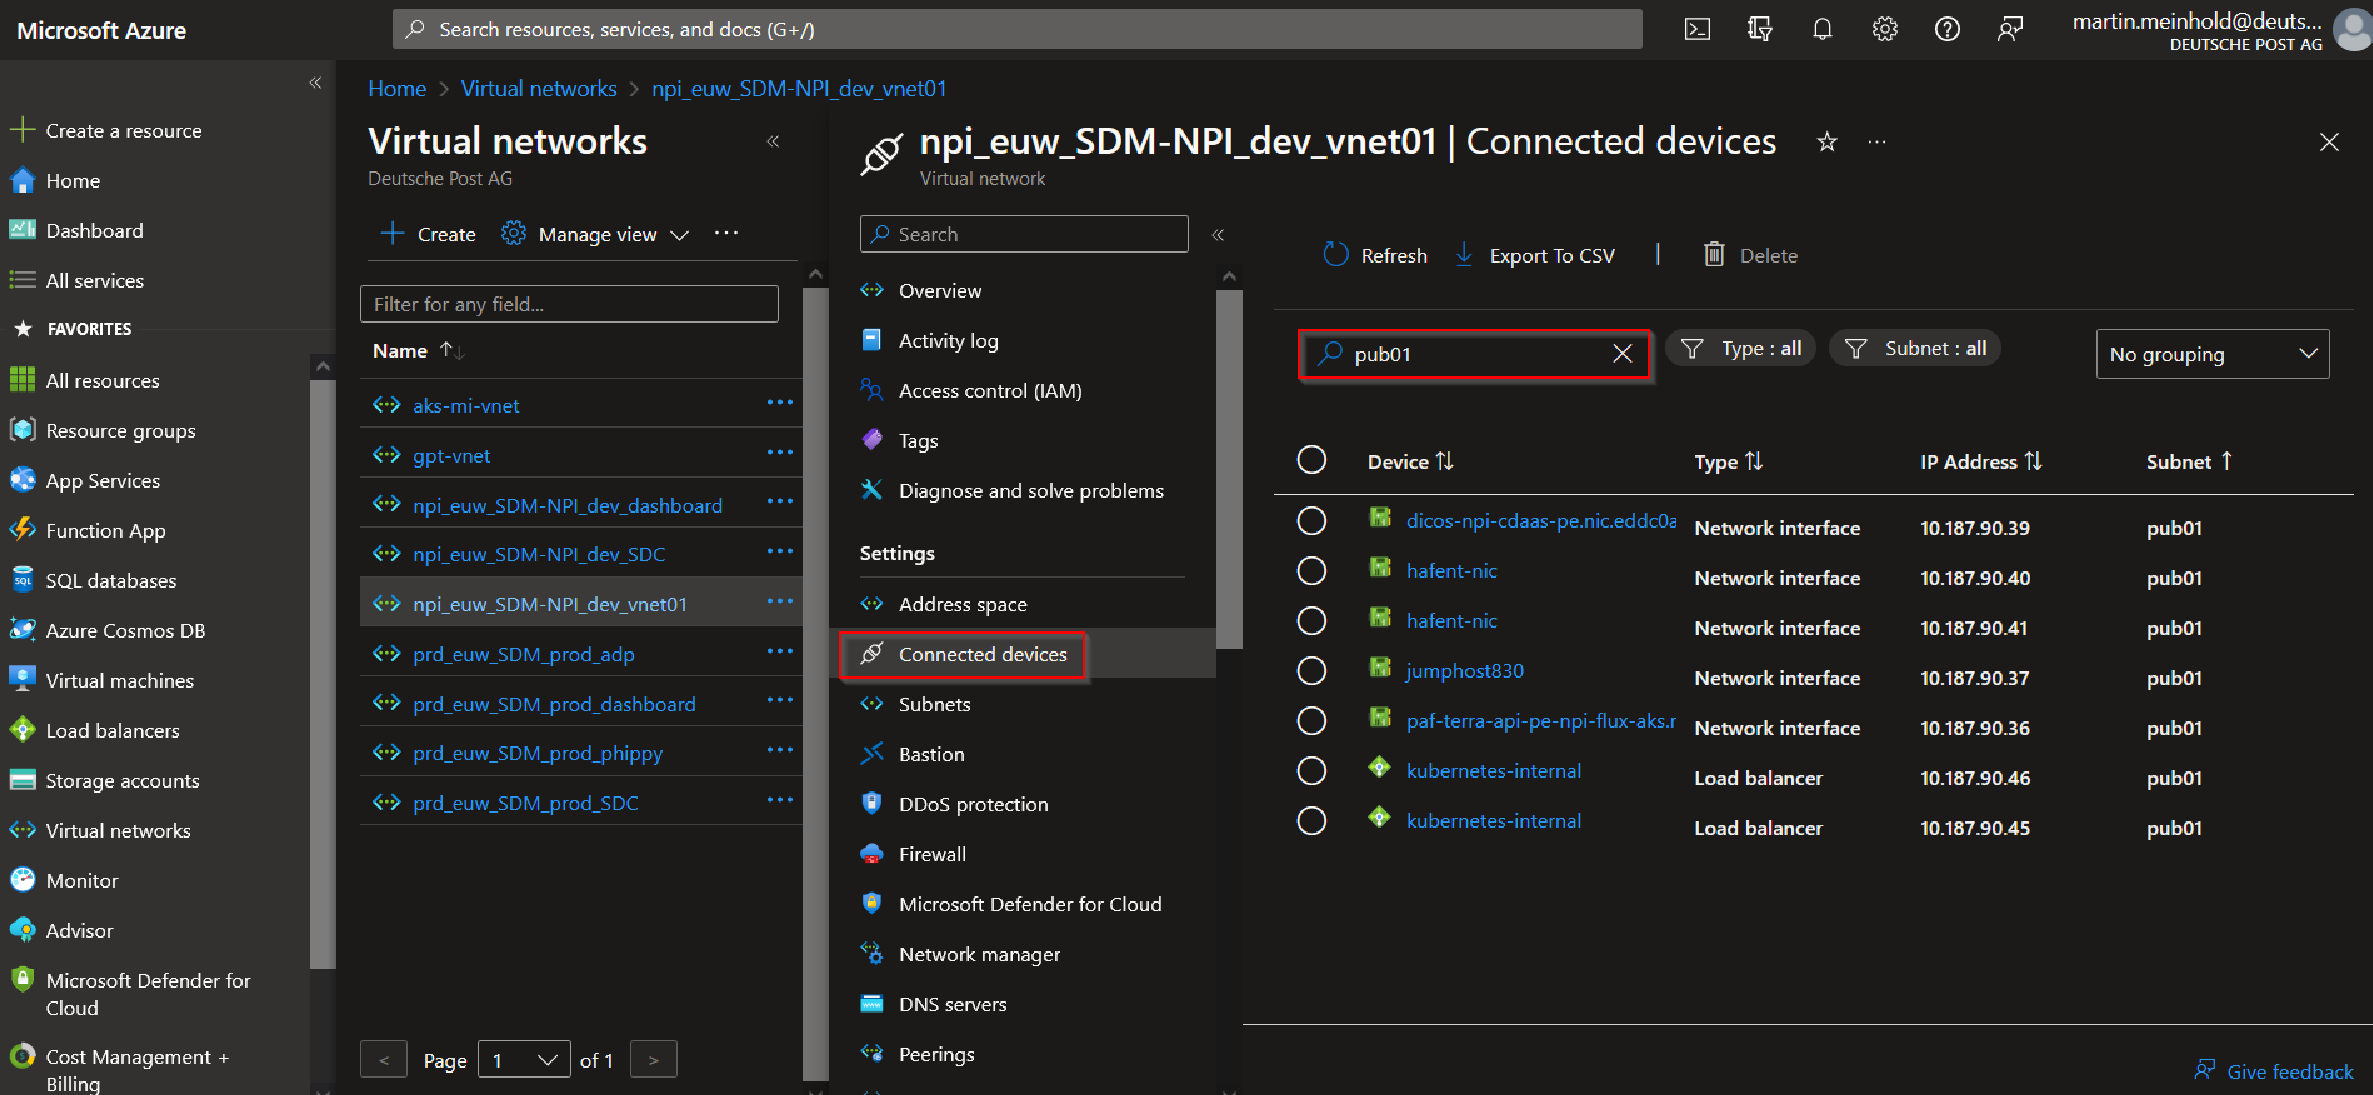 Microsoft Azure
Search resources, services, and docs (G+/)
martin.meinhold@deuts...
DEUTSCHE POST AG
Create a resource
Home
Dashboard
All services
FAVORITES
All resources
Resource groups
App Services
Function App
SQL databases
Azure Cosmos DB
Virtual machines
Load balancers
Storage accounts
Virtual networks
Monitor
Advisor
Microsoft Defender for
Cloud
Cost Management +
Billing
Home > Virtual networks > npi_euw_SDM-NPI_dev_vnet01
Virtual networks
Deutsche Post AG
Create
Manage view
Filter for any field...
Name
aks-mi-vnet
gpt-vnet
npi_euw_SDM-NPI_dev_dashboard
npi_euw_SDM-NPI_dev_SDC
npi_euw_SDM-NPI_dev_vnet01
prd_euw_SDM_prod_adp
prd_euw_SDM_prod_dashboard
prd_euw_SDM_prod_phippy
prd_euw_SDM_prod_SDC
< Page 1 of 1 >
npi_euw_SDM-NPI_dev_vnet01 | Connected devices
Virtual network
Search
Overview
Activity log
Access control (IAM)
Tags
Diagnose and solve problems
Settings
Address space
Connected devices
Subnets
Bastion
DDoS protection
Firewall
Microsoft Defender for Cloud
Network manager
DNS servers
Peerings
Refresh
Export To CSV
Delete
pub01
Type : all
Subnet : all
No grouping
Device Type IP Address Subnet
dicos-npi-cdaas-pe.nic.eddc0a Network interface 10.187.90.39 pub01
hafent-nic Network interface 10.187.90.40 pub01
hafent-nic Network interface 10.187.90.41 pub01
jumphost830 Network interface 10.187.90.37 pub01
paf-terra-api-pe-npi-flux-aks.r Network interface 10.187.90.36 pub01
kubernetes-internal Load balancer 10.187.90.46 pub01
kubernetes-internal Load balancer 10.187.90.45 pub01
Give feedback